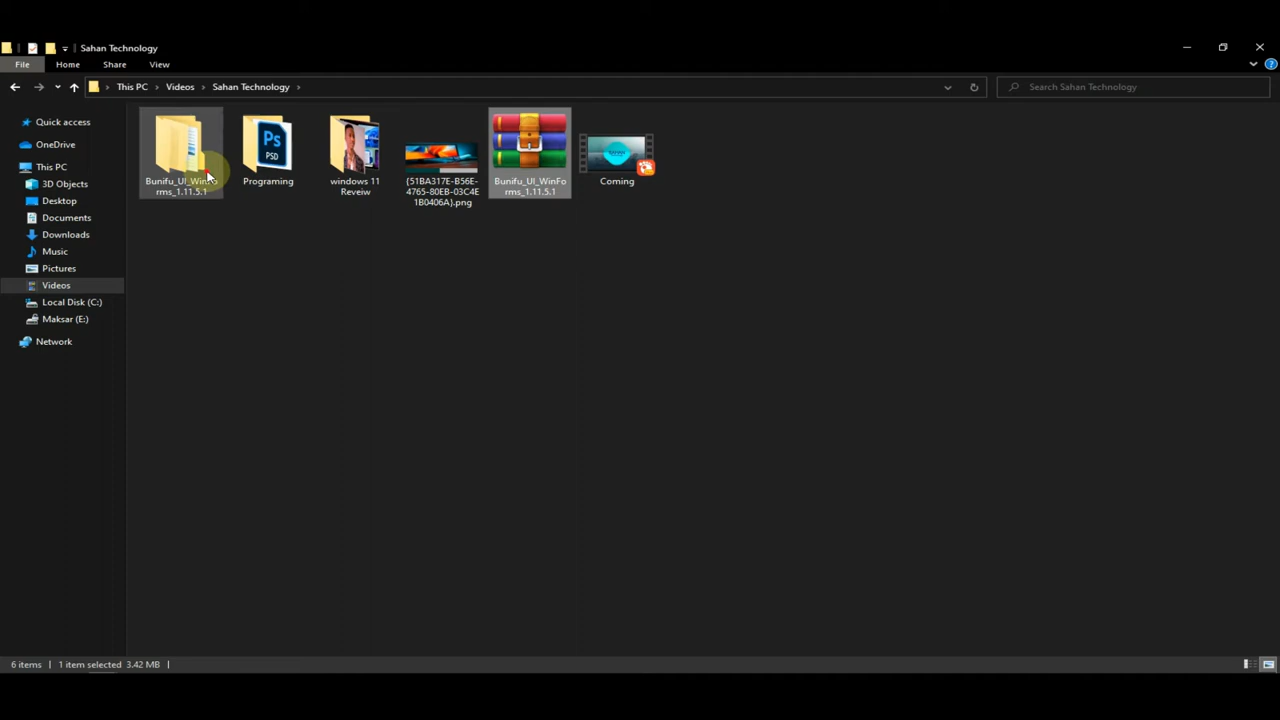 Sahan Technology
File
Home
Share
View
This PC
Videos
Sahan Technology
Search Sahan Technology
Quick access
OneDrive
This PC
3D Objects
Desktop
Documents
Downloads
Music
Pictures
Videos
Local Disk (C:)
Maksar (E:)
Network
Bunifu_UI_WinFo
rms_1.11.5.1
Ps
PSD
Programing
windows 11
Reveiw
{51BA317E-B56E-
4765-80EB-03C4E
1B0406A}.png
Bunifu_UI_WinFo
rms_1.11.5.1
Coming
6 items
1 item selected 3.42 MB